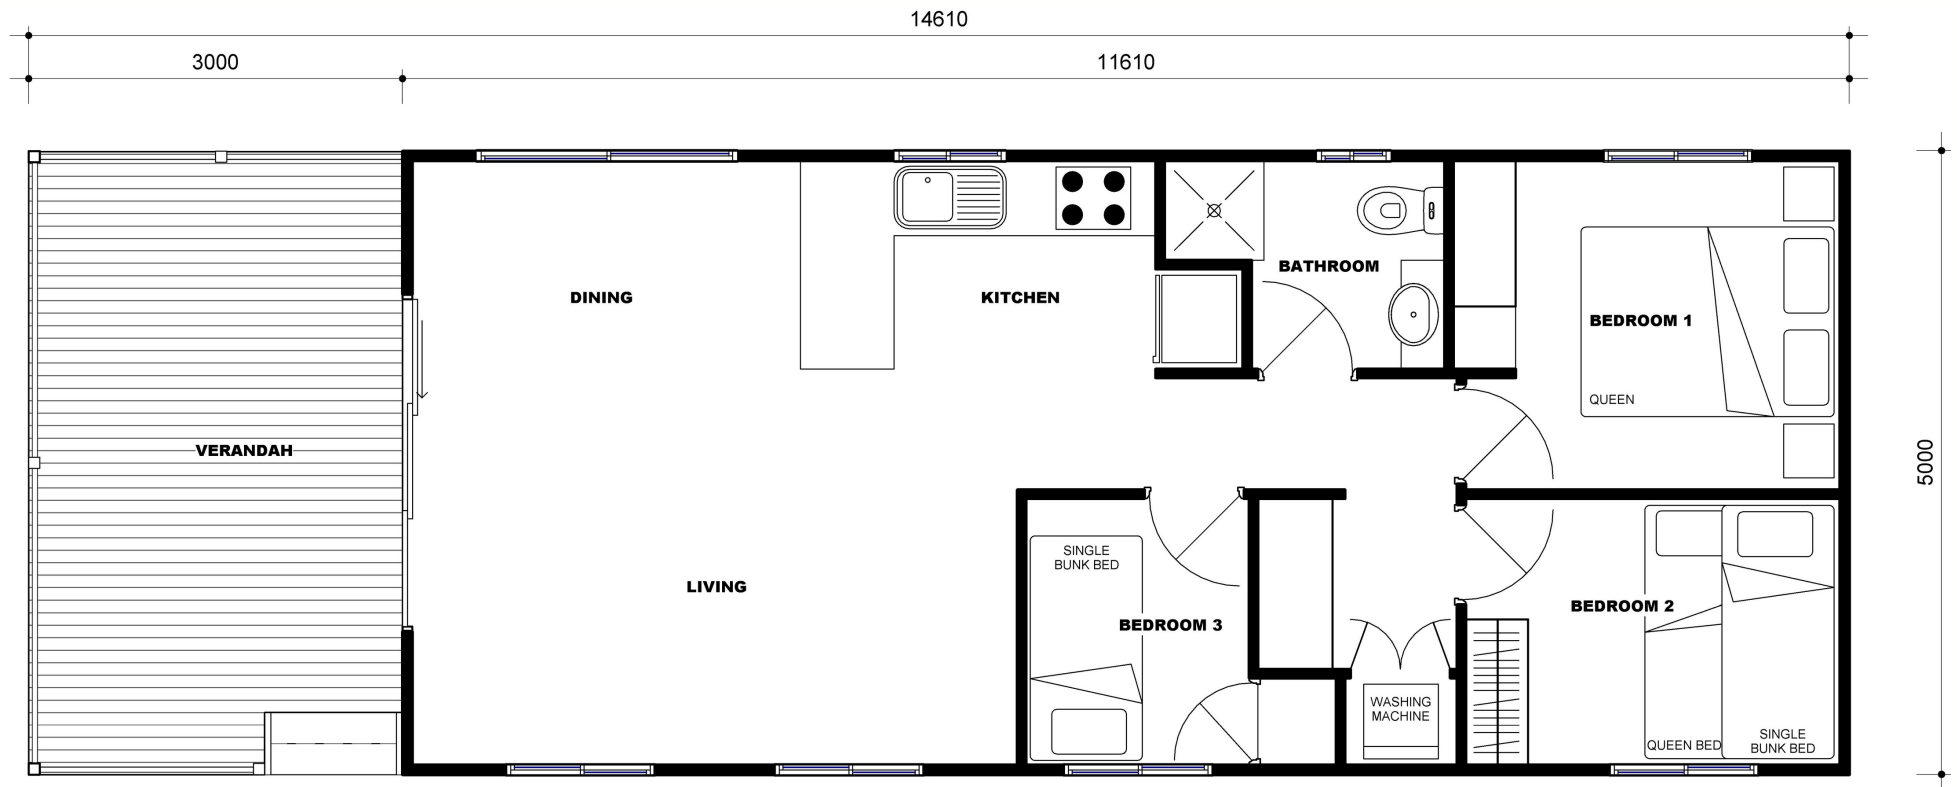 14610
3000
11610
DINING
KITCHEN
BATHROOM
BEDROOM 1
QUEEN
VERANDAH
5000
SINGLE
BUNK BED
LIVING
BEDROOM 3
BEDROOM 2
WASHING
MACHINE
QUEEN BED
SINGLE
BUNK BED